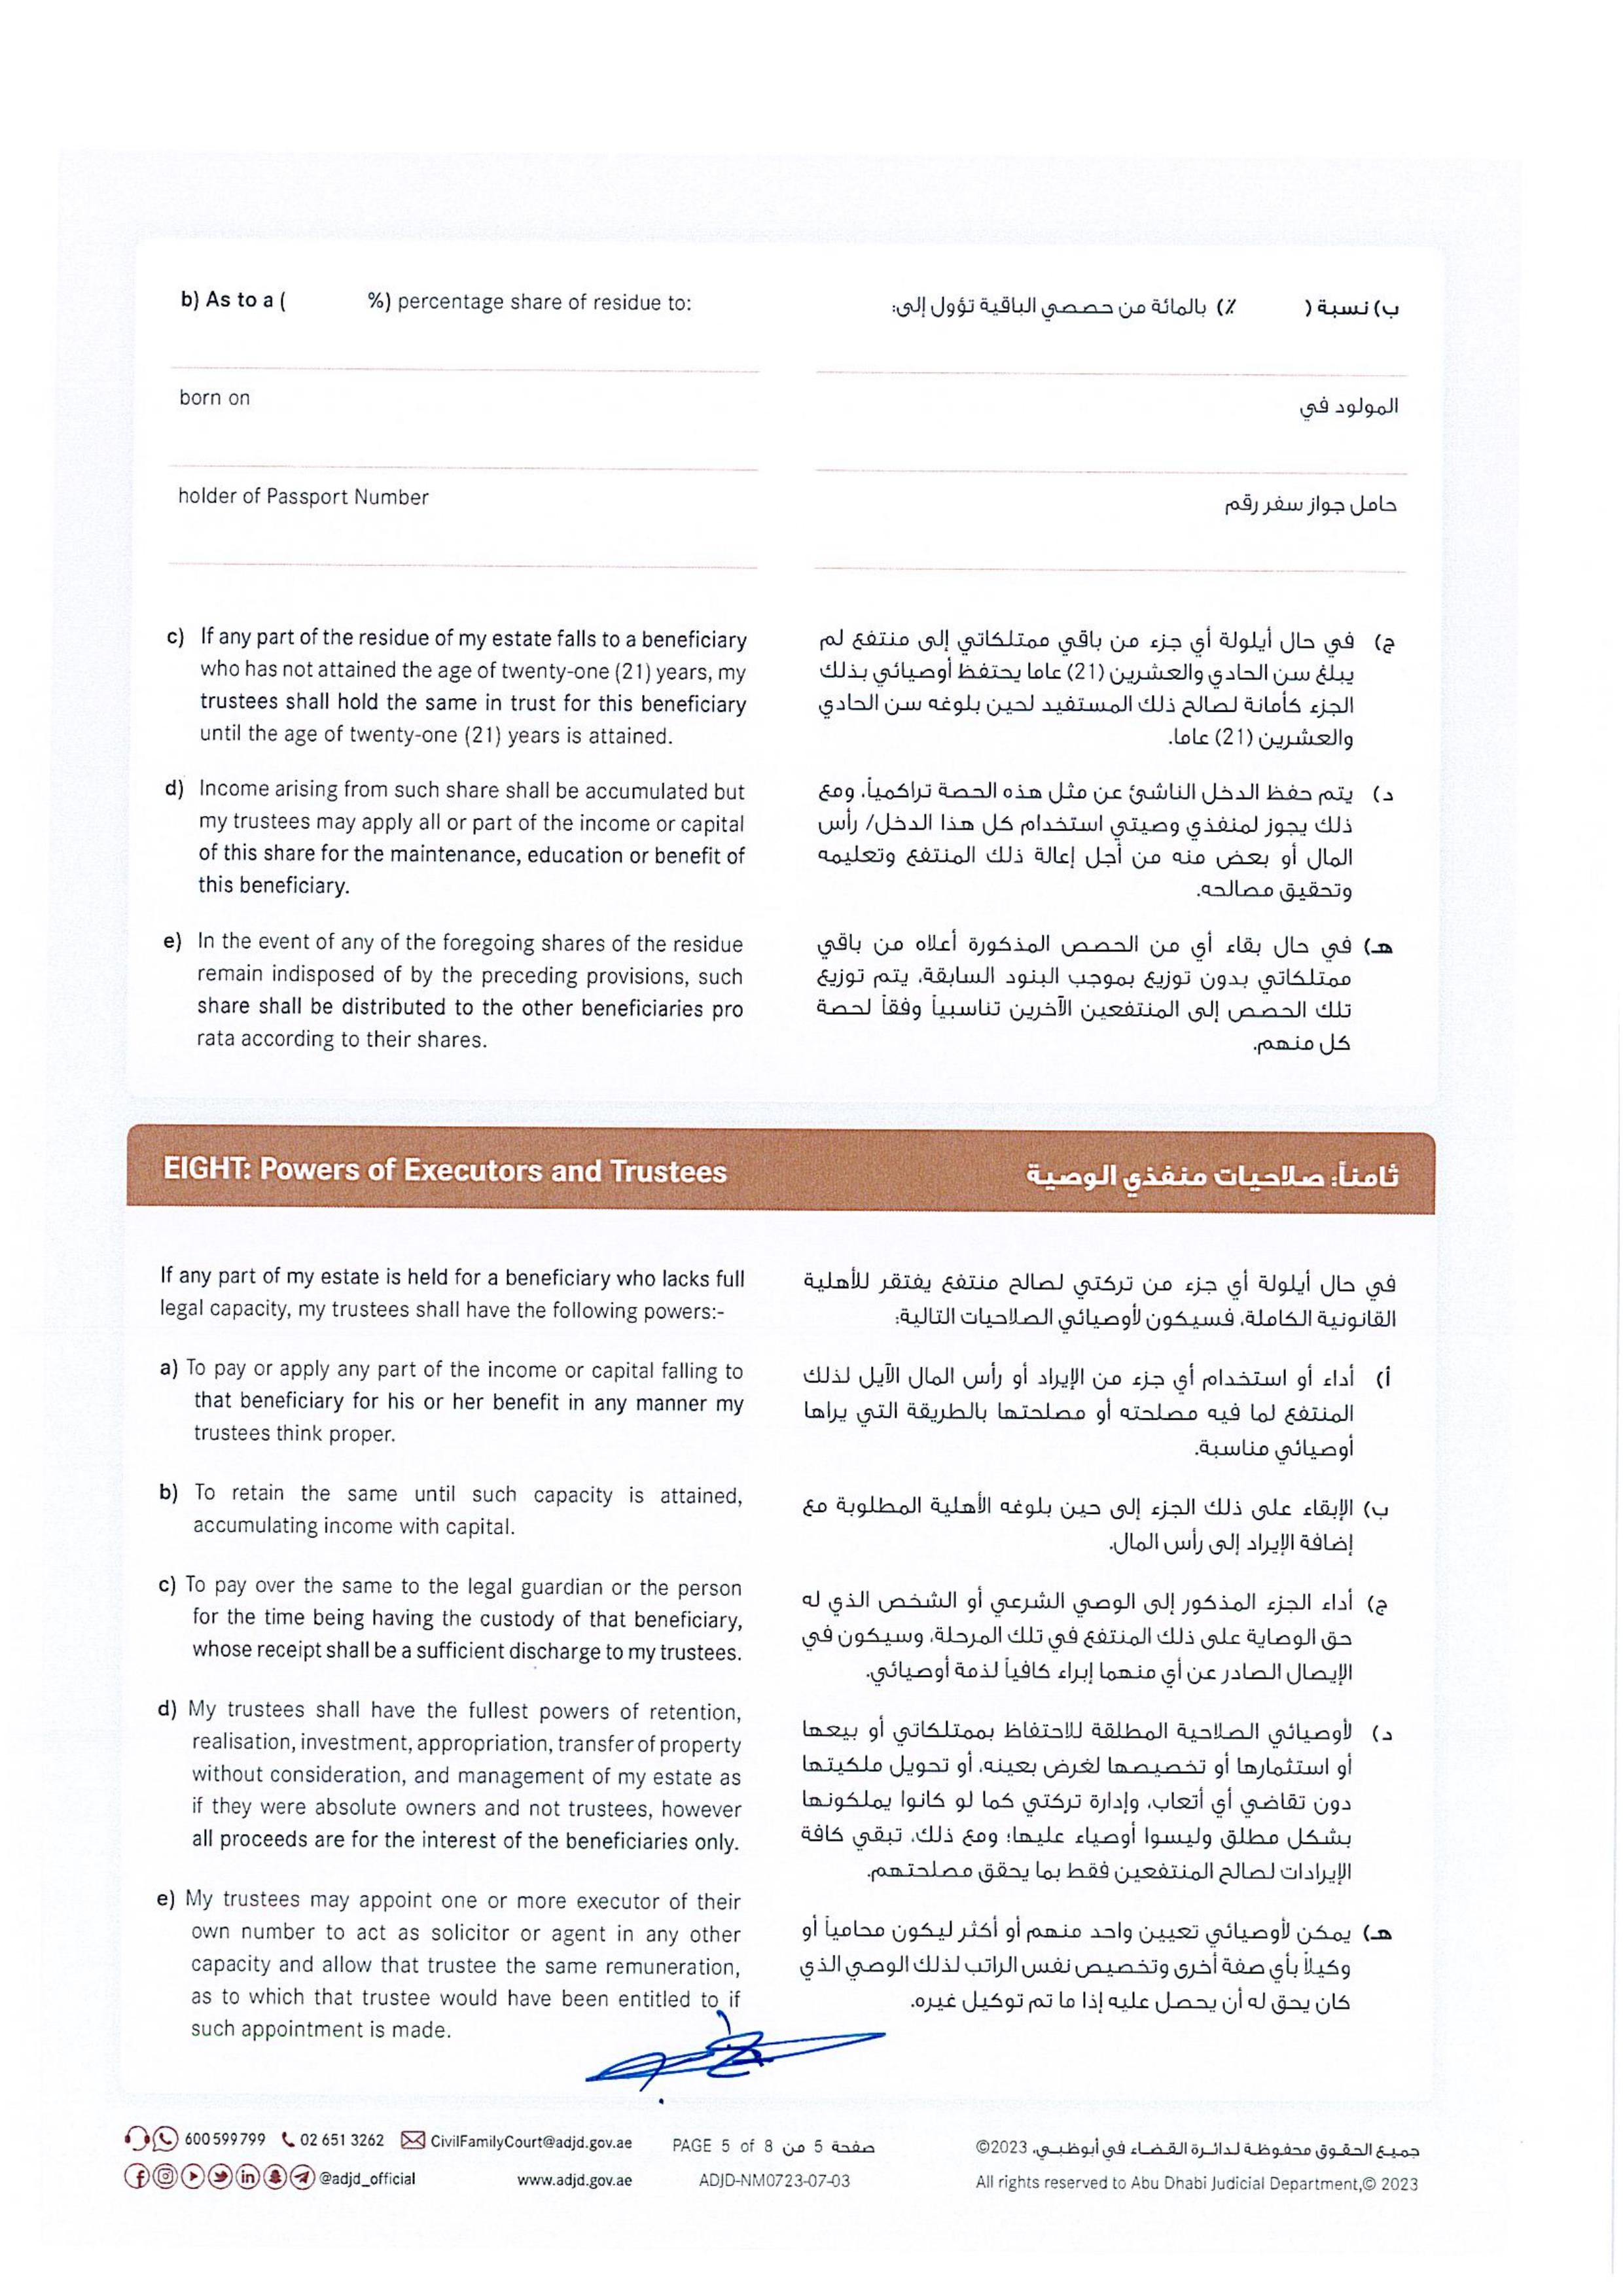 b) As to a ( %) percentage share of residue to:
ب) نسبة ( ٪) بالمائة من حصصي الباقية تؤول إلى:
born on
المولود في
holder of Passport Number
حامل جواز سفر رقم
c) If any part of the residue of my estate falls to a beneficiary
who has not attained the age of twenty-one (21) years, my
trustees shall hold the same in trust for this beneficiary
until the age of twenty-one (21) years is attained.
ج) في حال أيلولة أي جزء من باقي ممتلكاتي إلى منتفع لم
يبلغ سن الحادي والعشرين (21) عاما يحتفظ أوصيائي بذلك
الجزء كأمانة لصالح ذلك المستفيد لحين بلوغه سن الحادي
والعشرين (21) عاما.
d) Income arising from such share shall be accumulated but
my trustees may apply all or part of the income or capital
of this share for the maintenance, education or benefit of
this beneficiary.
د) يتم حفظ الدخل الناشئ عن مثل هذه الحصة تراكمياً، ومع
ذلك يجوز لمنفذي وصيتي استخدام كل هذا الدخل/ رأس
المال أو بعض منه من أجل إعالة ذلك المنتفع وتعليمه
وتحقيق مصالحه.
e) In the event of any of the foregoing shares of the residue
remain indisposed of by the preceding provisions, such
share shall be distributed to the other beneficiaries pro
rata according to their shares.
هـ) في حال بقاء أي من الحصص المذكورة أعلاه من باقي
ممتلكاتي بدون توزيع بموجب البنود السابقة، يتم توزيع
تلك الحصص إلى المنتفعين الآخرين تناسبياً وفقاً لحصة
كل منهم.
EIGHT: Powers of Executors and Trustees
ثامناً: صلاحيات منفذي الوصية
If any part of my estate is held for a beneficiary who lacks full
legal capacity, my trustees shall have the following powers:-
في حال أيلولة أي جزء من تركتي لصالح منتفع يفتقر للأهلية
القانونية الكاملة، فسيكون لأوصيائي الصلاحيات التالية:
a) To pay or apply any part of the income or capital falling to
that beneficiary for his or her benefit in any manner my
trustees think proper.
أ) أداء أو استخدام أي جزء من الإيراد أو رأس المال الآيل لذلك
المنتفع لما فيه مصلحته أو مصلحتها بالطريقة التي يراها
أوصيائي مناسبة.
b) To retain the same until such capacity is attained,
accumulating income with capital.
ب) الإبقاء على ذلك الجزء إلى حين بلوغه الأهلية المطلوبة مع
إضافة الإيراد إلى رأس المال.
c) To pay over the same to the legal guardian or the person
for the time being having the custody of that beneficiary,
whose receipt shall be a sufficient discharge to my trustees.
ج) أداء الجزء المذكور إلى الوصي الشرعي أو الشخص الذي له
حق الوصاية على ذلك المنتفع في تلك المرحلة، وسيكون في
الإيصال الصادر عن أي منهما إبراء كافياً لذمة أوصيائي.
d) My trustees shall have the fullest powers of retention,
realisation, investment, appropriation, transfer of property
without consideration, and management of my estate as
if they were absolute owners and not trustees, however
all proceeds are for the interest of the beneficiaries only.
د) لأوصيائي الصلاحية المطلقة للاحتفاظ بممتلكاتي أو بيعها
أو استثمارها أو تخصيصها لغرض بعينه، أو تحويل ملكيتها
دون تقاضي أي أتعاب، وإدارة تركتي كما لو كانوا يملكونها
بشكل مطلق وليسوا أوصياء عليها؛ ومع ذلك، تبقي كافة
الإيرادات لصالح المنتفعين فقط بما يحقق مصلحتهم.
e) My trustees may appoint one or more executor of their
own number to act as solicitor or agent in any other
capacity and allow that trustee the same remuneration,
as to which that trustee would have been entitled to if
such appointment is made.
هـ) يمكن لأوصيائي تعيين واحد منهم أو أكثر ليكون محامياً أو
وكيلاً بأي صفة أخرى وتخصيص نفس الراتب لذلك الوصي الذي
كان يحق له أن يحصل عليه إذا ما تم توكيل غيره.
600599799 02 651 3262 CivilFamilyCourt@adjd.gov.ae PAGE 5 of 8 صفحة 5 من
جميع الحقوق محفوظة لدائرة القضاء في أبوظبي، 2023©
@adjd_official www.adjd.gov.ae ADJD-NM0723-07-03
All rights reserved to Abu Dhabi Judicial Department,© 2023